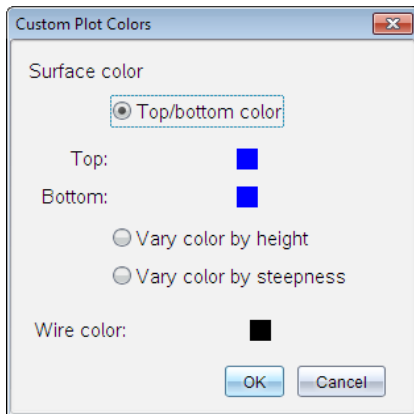 Custom Plot Colors
Surface color
Top/bottom color
Top:
Bottom:
Vary color by height
Vary color by steepness
Wire color:
OK Cancel